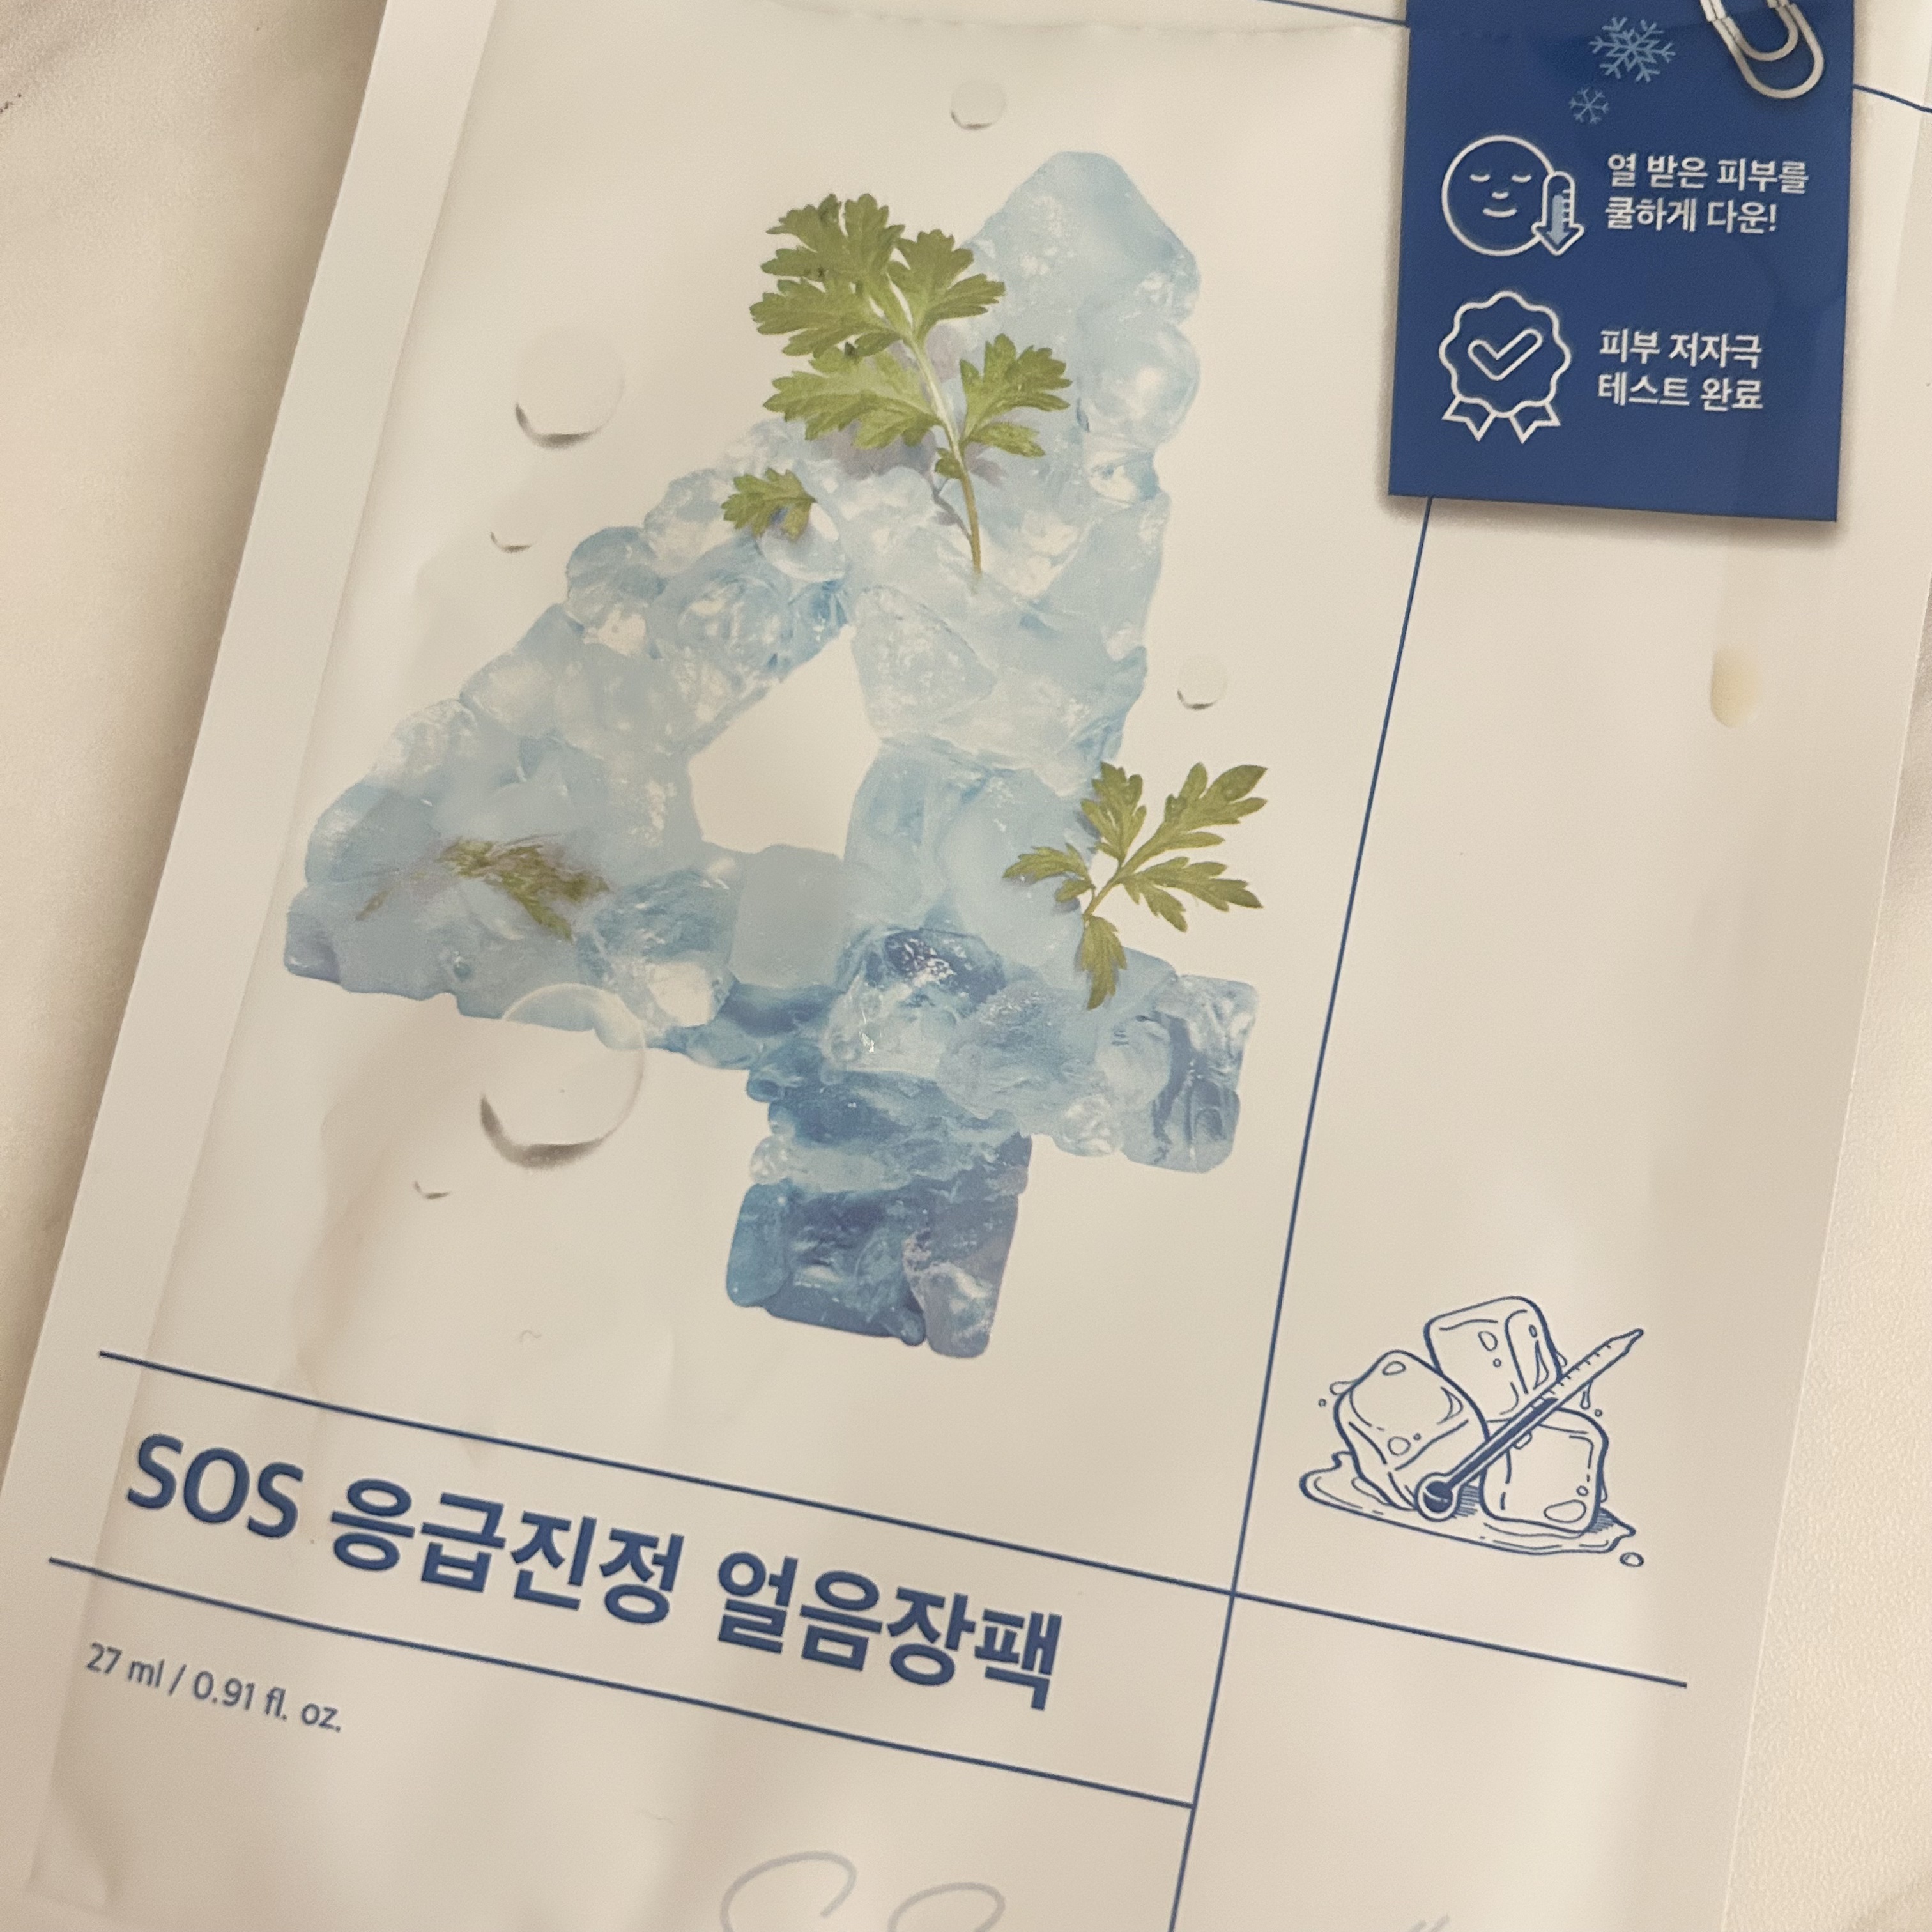 열 받은 피부를
쿨하게 다운!
피부 저자극
테스트 완료
4
SOS 응급진정 얼음장팩
27 ml / 0.91 fl. oz.